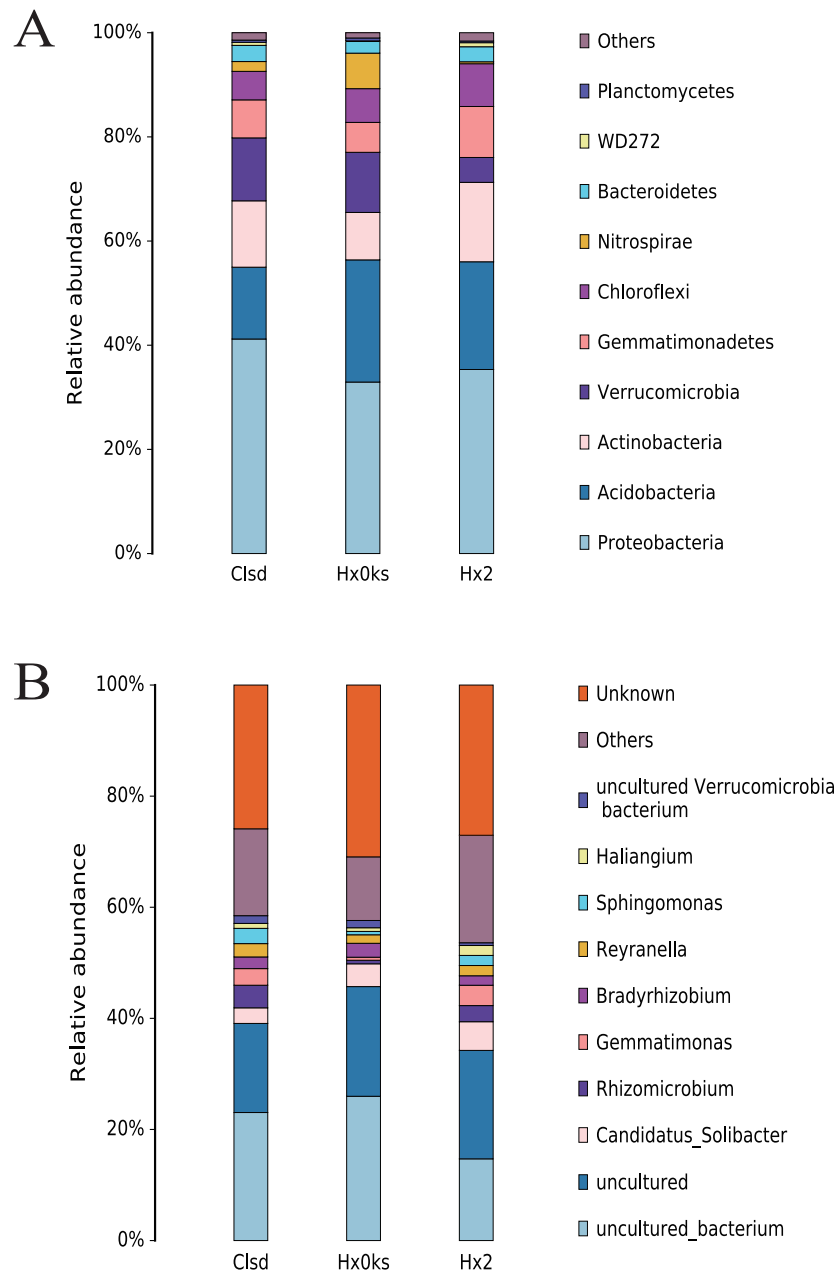 A
Relative abundance
100%
80%
60%
40%
20%
0%
Clsd
Hx0ks
Hx2
Others
Planctomycetes
WD272
Bacteroidetes
Nitrospirae
Chloroflexi
Gemmatimonadetes
Verrucomicrobia
Actinobacteria
Acidobacteria
Proteobacteria
B
Relative abundance
100%
80%
60%
40%
20%
0%
Clsd
Hx0ks
Hx2
Unknown
Others
uncultured Verrucomicrobia
bacterium
Haliangium
Sphingomonas
Reyranella
Bradyrhizobium
Gemmatimonas
Rhizomicrobium
Candidatus_Solibacter
uncultured
uncultured_bacterium